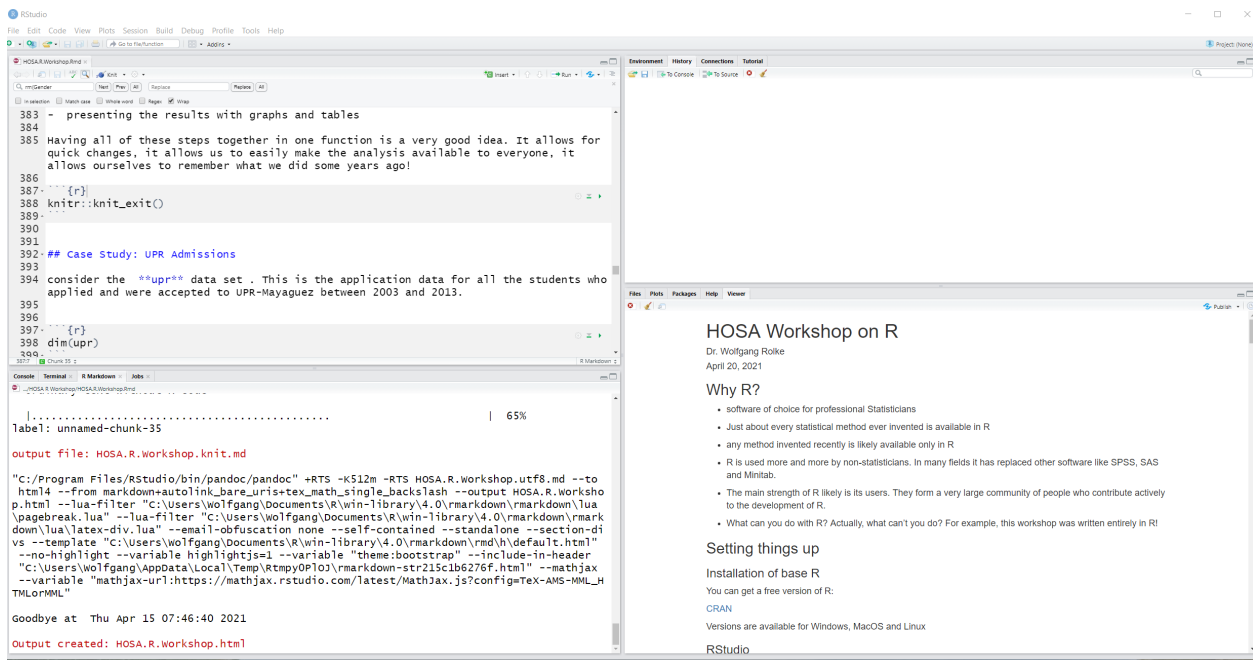 RStudio
File Edit Code View Plots Session Build Debug Profile Tools Help
Go to file/function Addins
Project: (None)
HOSA.R.Workshop.Rmd
Knit Insert Run
rm(Gender Next Prev All Replace Replace All
In selection Match case Whole word Regex Wrap
383 - presenting the results with graphs and tables
384
385 Having all of these steps together in one function is a very good idea. It allows for
quick changes, it allows us to easily make the analysis available to everyone, it
allows ourselves to remember what we did some years ago!
386
387 ```{r}
388 knitr::knit_exit()
389 ```
390
391
392 ## Case Study: UPR Admissions
393
394 consider the **upr** data set . This is the application data for all the students who
applied and were accepted to UPR-Mayaguez between 2003 and 2013.
395
396
397 ```{r}
398 dim(upr)
399 ```
387:7 Chunk 35 R Markdown
Console Terminal R Markdown Jobs
.../HOSA R Workshop/HOSA.R.Workshop.Rmd
ordinary text without R code
|............................................. | 65%
label: unnamed-chunk-35
output file: HOSA.R.Workshop.knit.md
"C:/Program Files/RStudio/bin/pandoc/pandoc" +RTS -K512m -RTS HOSA.R.Workshop.utf8.md --to
html4 --from markdown+autolink_bare_uris+tex_math_single_backslash --output HOSA.R.Worksho
p.html --lua-filter "C:\Users\Wolfgang\Documents\R\win-library\4.0\rmarkdown\rmarkdown\lua
\pagebreak.lua" --lua-filter "C:\Users\Wolfgang\Documents\R\win-library\4.0\rmarkdown\rmark
down\lua\latex-div.lua" --email-obfuscation none --self-contained --standalone --section-di
vs --template "C:\Users\Wolfgang\Documents\R\win-library\4.0\rmarkdown\rmd\h\default.html"
--no-highlight --variable highlightjs=1 --variable "theme:bootstrap" --include-in-header
"C:\Users\Wolfgang\AppData\Local\Temp\RtmpyOPlOJ\rmarkdown-str215c1b6276f.html" --mathjax
--variable "mathjax-url:https://mathjax.rstudio.com/latest/MathJax.js?config=TeX-AMS-MML_H
TMLorMML"
Goodbye at Thu Apr 15 07:46:40 2021
Output created: HOSA.R.Workshop.html
Environment History Connections Tutorial
To Console To Source
Files Plots Packages Help Viewer
Publish
HOSA Workshop on R
Dr. Wolfgang Rolke
April 20, 2021
Why R?
• software of choice for professional Statisticians
• Just about every statistical method ever invented is available in R
• any method invented recently is likely available only in R
• R is used more and more by non-statisticians. In many fields it has replaced other software like SPSS, SAS
and Minitab.
• The main strength of R likely is its users. They form a very large community of people who contribute actively
to the development of R.
• What can you do with R? Actually, what can't you do? For example, this workshop was written entirely in R!
Setting things up
Installation of base R
You can get a free version of R:
CRAN
Versions are available for Windows, MacOS and Linux
RStudio